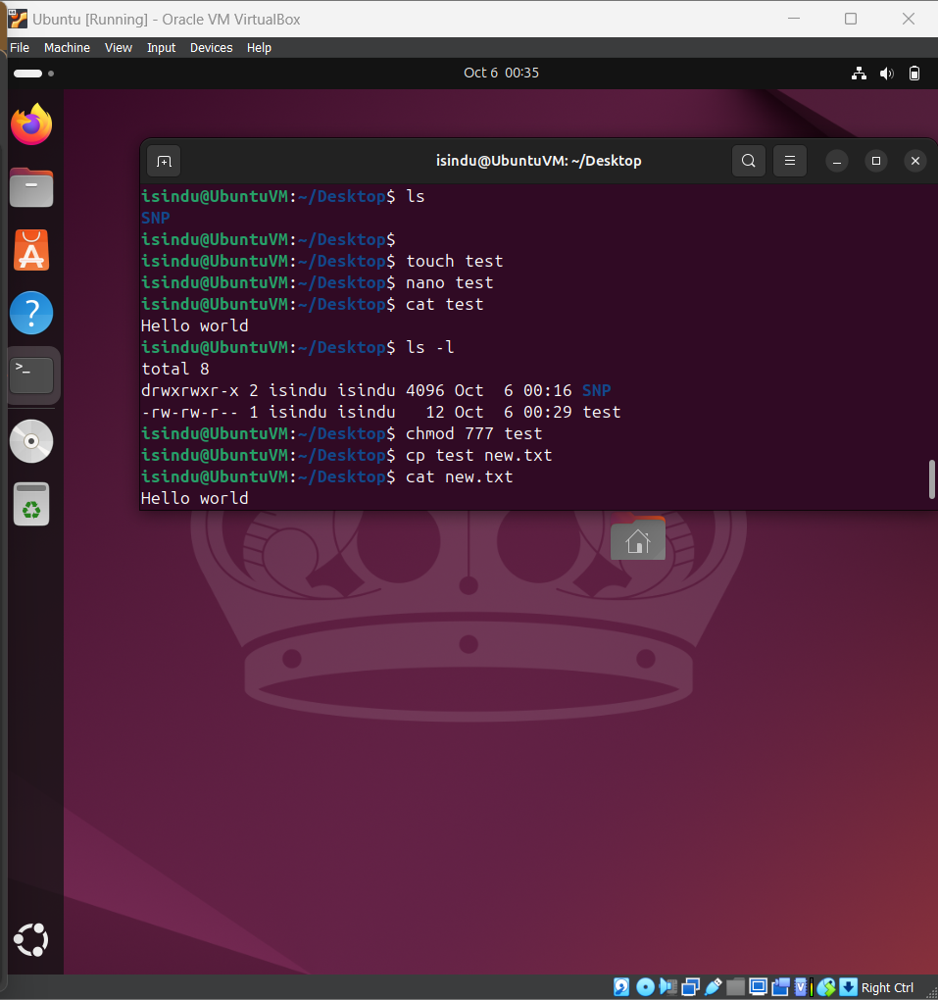 Ubuntu [Running] - Oracle VM VirtualBox
File Machine View Input Devices Help
Oct 6 00:35
isindu@UbuntuVM: ~/Desktop
isindu@UbuntuVM:~/Desktop$ ls
SNP
isindu@UbuntuVM:~/Desktop$
isindu@UbuntuVM:~/Desktop$ touch test
isindu@UbuntuVM:~/Desktop$ nano test
isindu@UbuntuVM:~/Desktop$ cat test
Hello world
isindu@UbuntuVM:~/Desktop$ ls -l
total 8
drwxrwxr-x 2 isindu isindu 4096 Oct  6 00:16 SNP
-rw-rw-r-- 1 isindu isindu   12 Oct  6 00:29 test
isindu@UbuntuVM:~/Desktop$ chmod 777 test
isindu@UbuntuVM:~/Desktop$ cp test new.txt
isindu@UbuntuVM:~/Desktop$ cat new.txt
Hello world
Right Ctrl